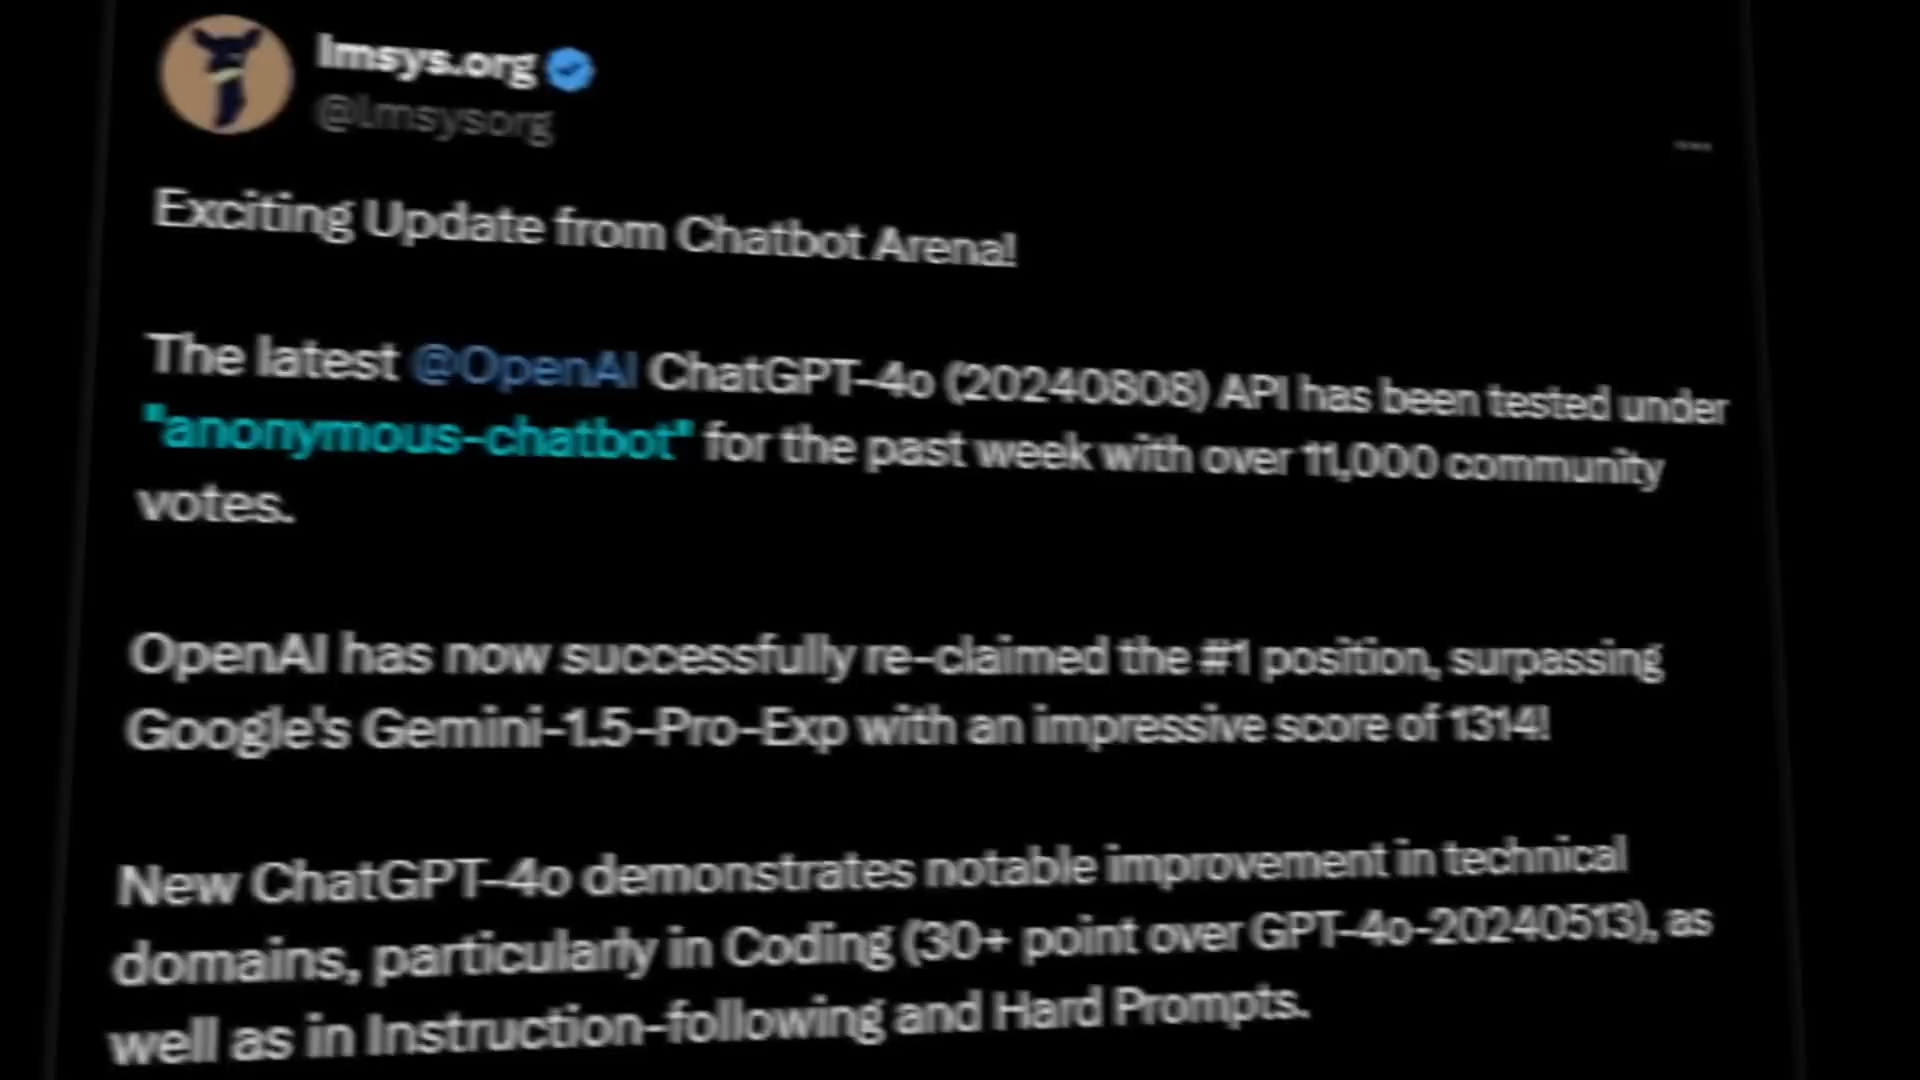 lmsys.org
@lmsysorg
Exciting Update from Chatbot Arena!
The latest @OpenAI ChatGPT-4o (20240808) API has been tested under
"anonymous-chatbot" for the past week with over 11,000 community
votes.
OpenAI has now successfully re-claimed the #1 position, surpassing
Google's Gemini-1.5-Pro-Exp with an impressive score of 1314!
New ChatGPT-4o demonstrates notable improvement in technical
domains, particularly in Coding (30+ point over GPT-4o-20240513), as
well as in Instruction-following and Hard Prompts.